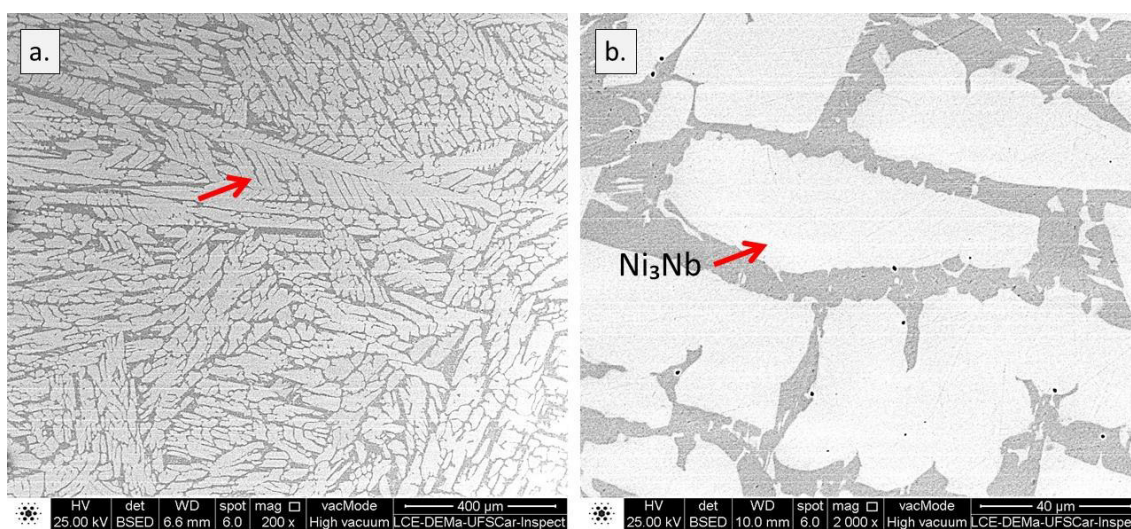 a.
b.
Ni₃Nb
HV det WD spot mag vacMode 400 µm
25.00 kV BSED 6.6 mm 6.0 200 x High vacuum LCE-DEMa-UFSCar-Inspect
HV det WD spot mag vacMode 40 µm
25.00 kV BSED 10.0 mm 6.0 2 000 x High vacuum LCE-DEMa-UFSCar-Inspect